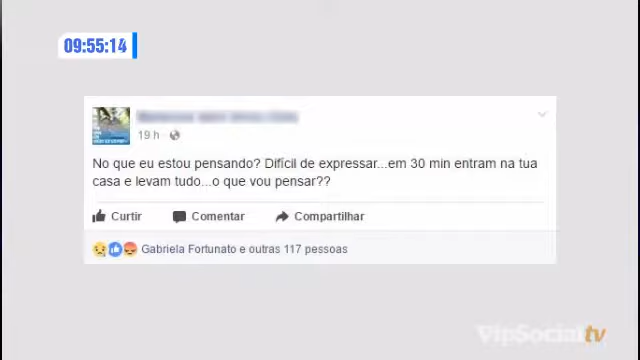 09:55:14
19 h
No que eu estou pensando? Difícil de expressar...em 30 min entram na tua
casa e levam tudo...o que vou pensar??
Curtir Comentar Compartilhar
Gabriela Fortunato e outras 117 pessoas
VipSocialtv